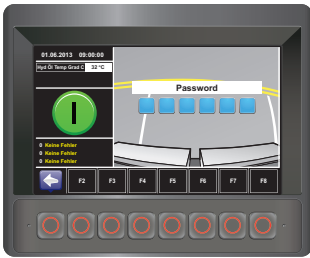 01.06.2013 09:00:00
Hyd Öl Temp Grad C 32 °C
Password
I
0 Keine Fehler
0 Keine Fehler
0 Keine Fehler
F2 F3 F4 F5 F6 F7 F8